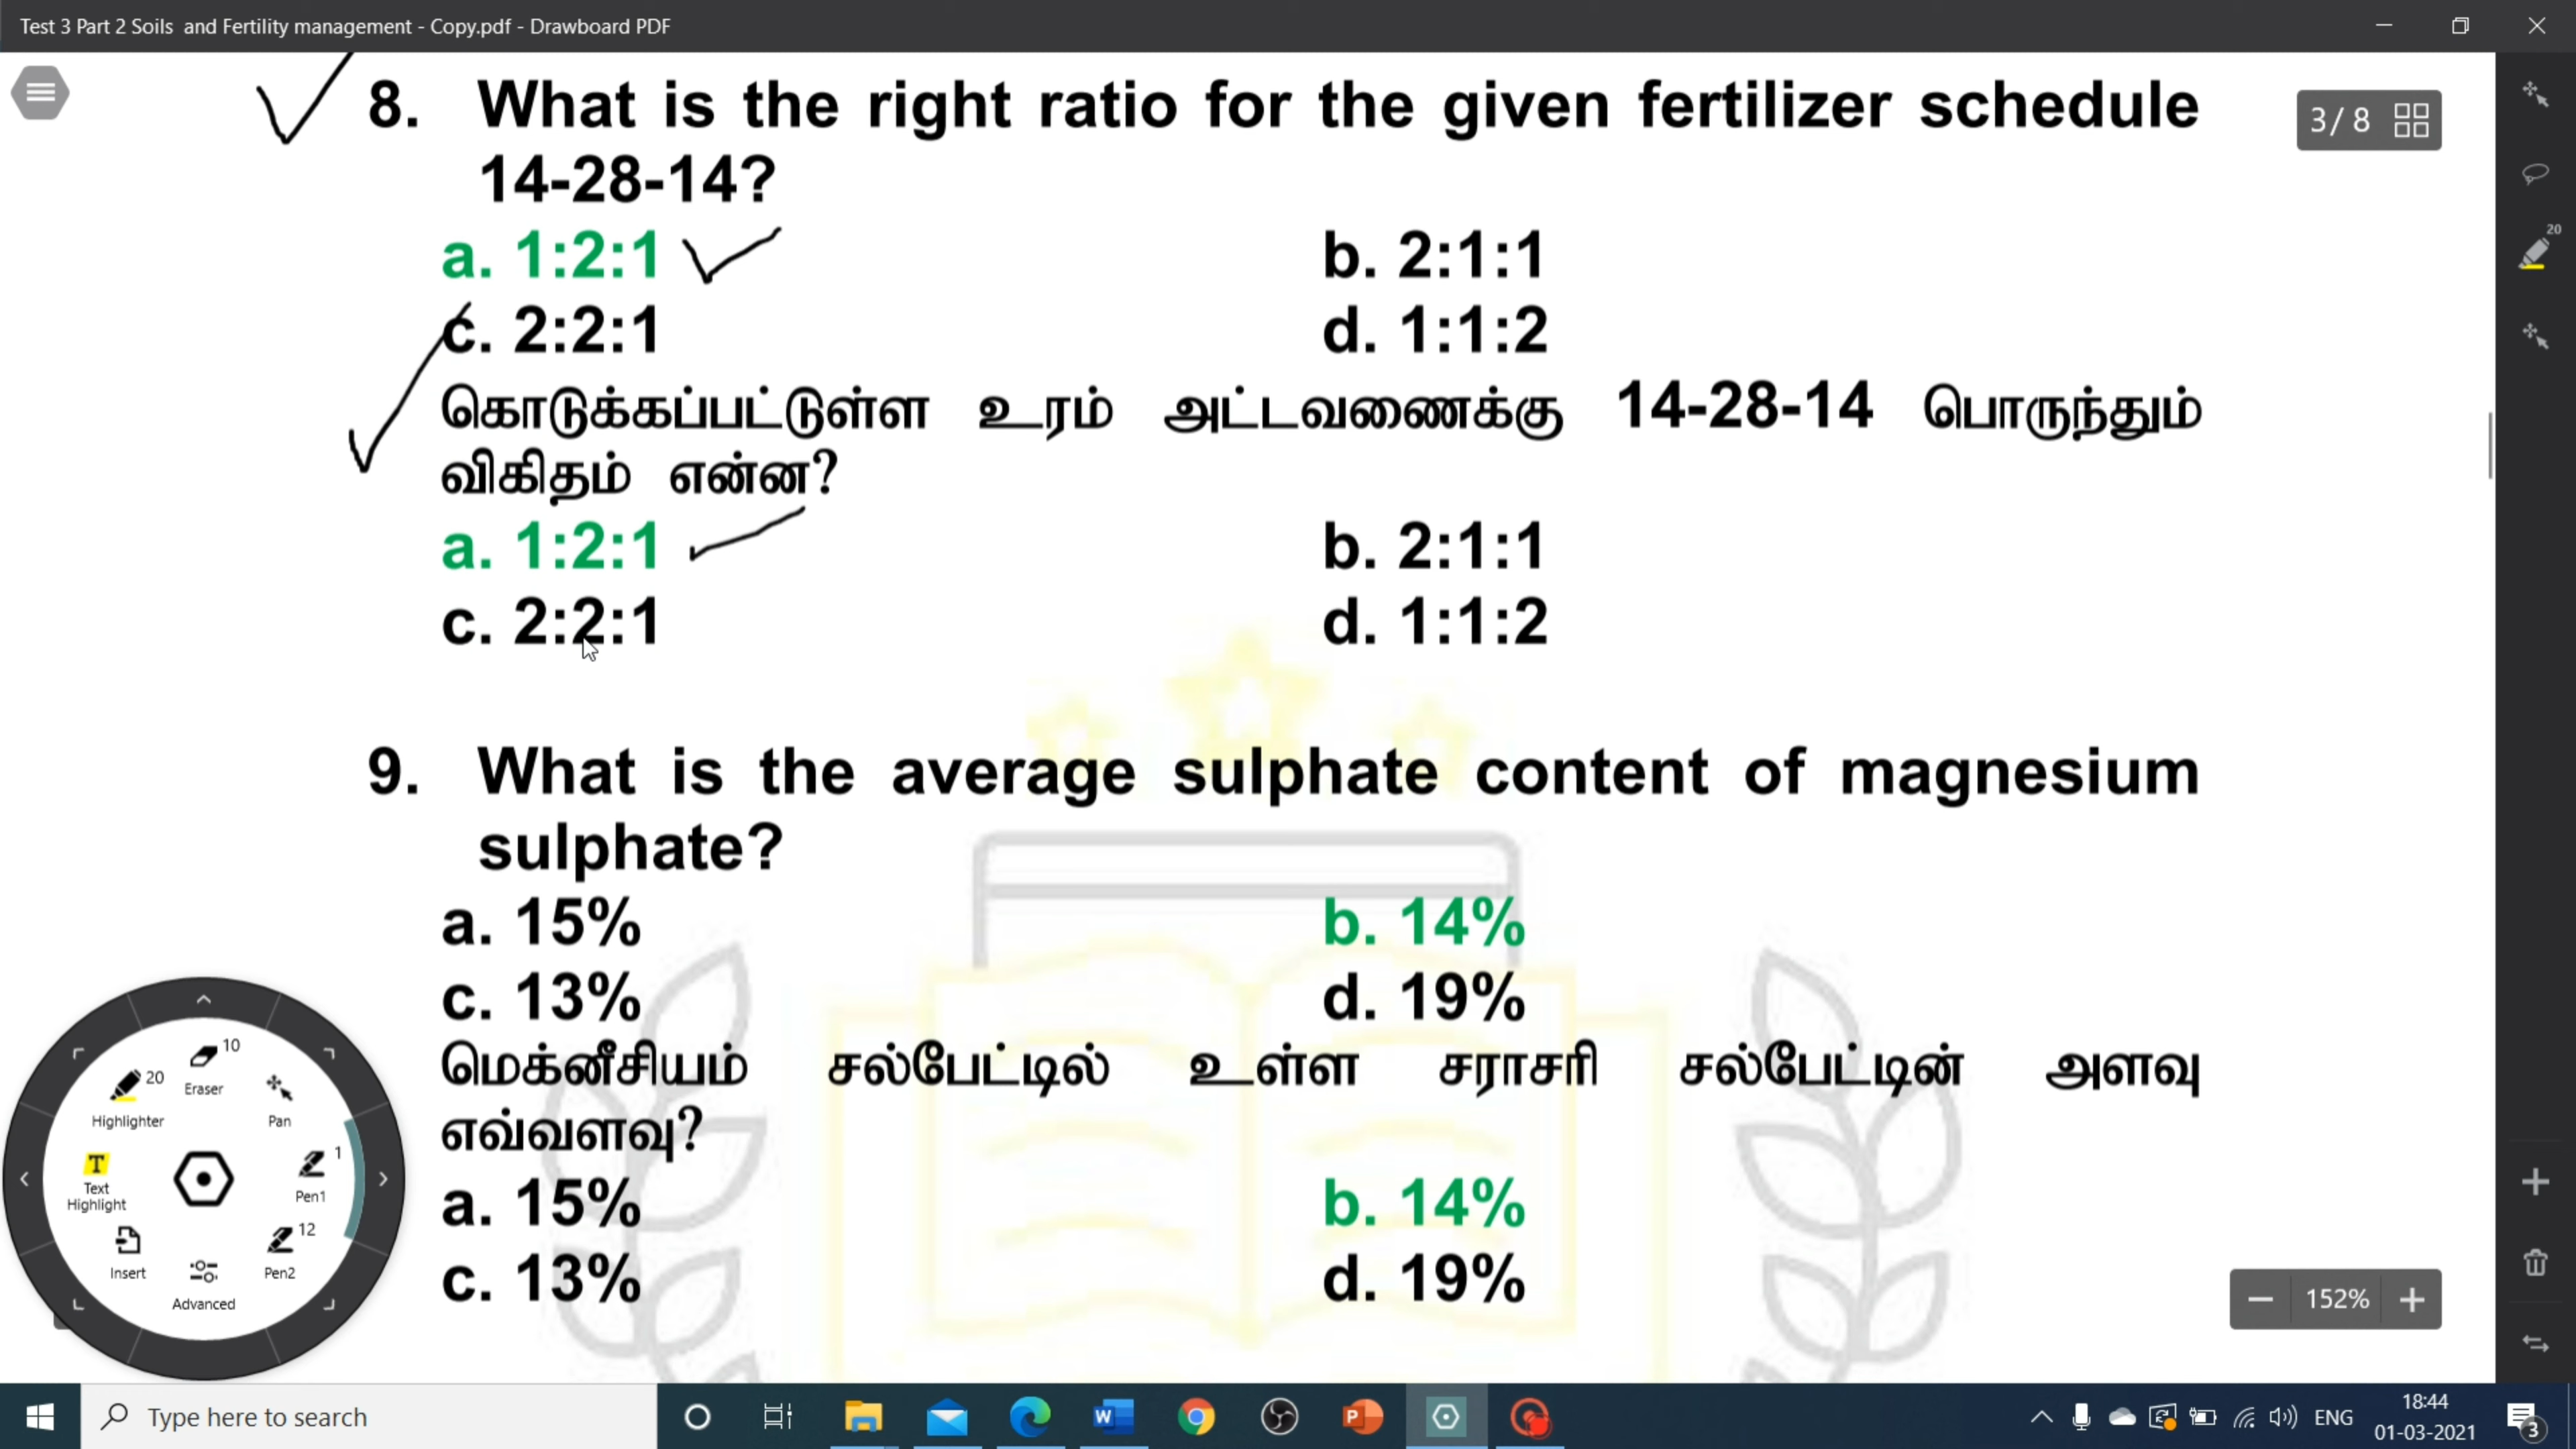 Test 3 Part 2 Soils and Fertility management - Copy.pdf - Drawboard PDF
3 / 8
8. What is the right ratio for the given fertilizer schedule
14-28-14?
a. 1:2:1 b. 2:1:1
c. 2:2:1 d. 1:1:2
கொடுக்கப்பட்டுள்ள உரம் அட்டவணைக்கு 14-28-14 பொருந்தும்
விகிதம் என்ன?
a. 1:2:1 b. 2:1:1
c. 2:2:1 d. 1:1:2
9. What is the average sulphate content of magnesium
sulphate?
a. 15% b. 14%
c. 13% d. 19%
மெக்னீசியம் சல்பேட்டில் உள்ள சராசரி சல்பேட்டின் அளவு
எவ்வளவு?
a. 15% b. 14%
c. 13% d. 19%
20
10
Eraser
20
Highlighter
Pan
1
Pen1
T
Text
Highlight
12
Pen2
Insert
Advanced
152%
Type here to search
ENG
18:44
01-03-2021
3